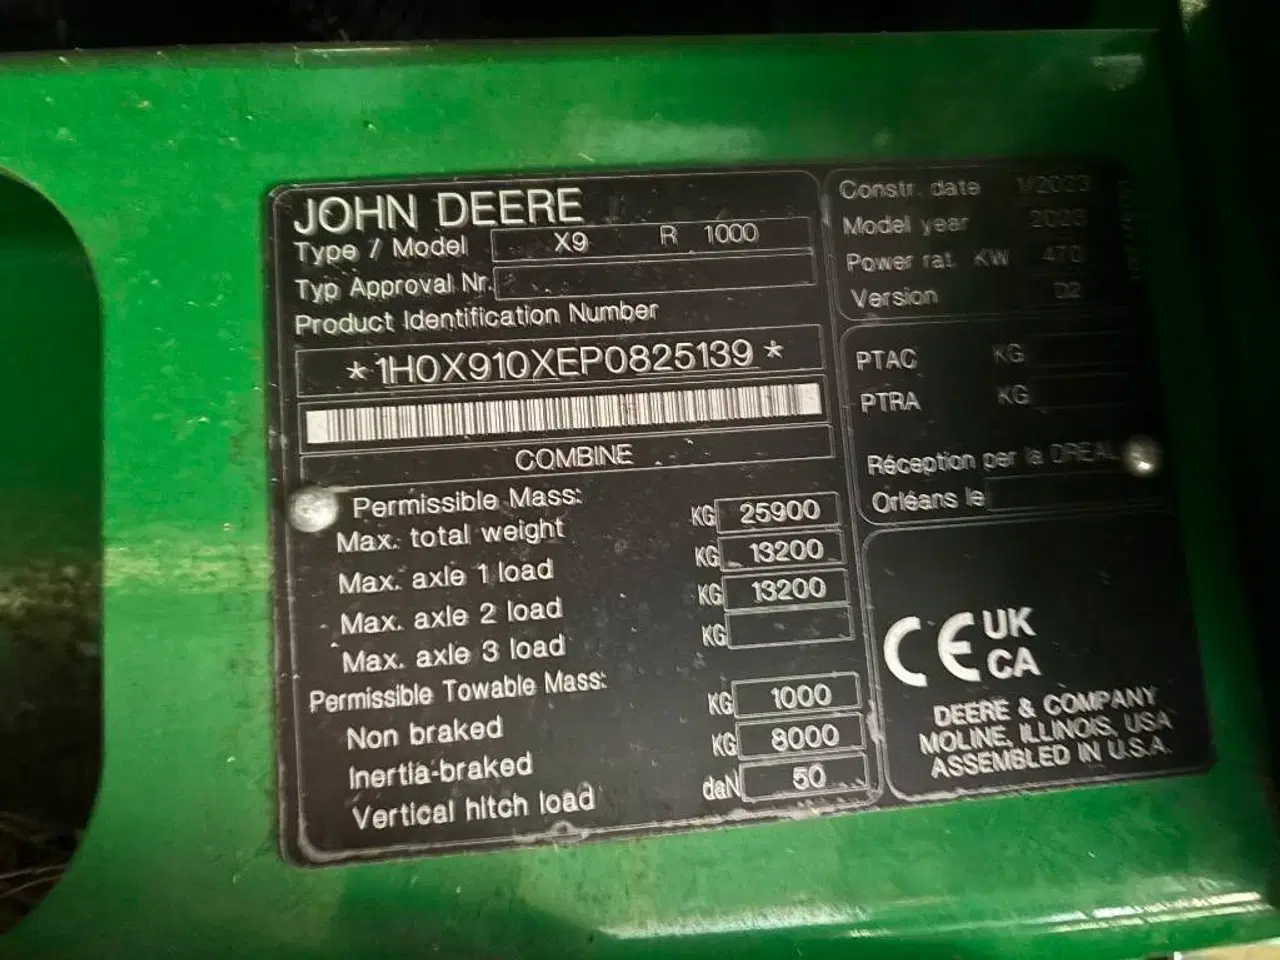 JOHN DEERE
Type / Model X9 R 1000
Typ Approval Nr.
Product Identification Number
*1H0X910XEP0825139*
COMBINE
Permissible Mass:
Max. total weight KG 25900
Max. axle 1 load KG 13200
Max. axle 2 load KG 13200
Max. axle 3 load KG
Permissible Towable Mass:
Non braked KG 1000
Inertia-braked KG 8000
Vertical hitch load daN 50
Constr. date 1/2023
Model year 2023
Power rat. KW 470
Version D2
PTAC KG
PTRA KG
Réception par la DREAL
Orléans le
CE UK
CA
DEERE & COMPANY
MOLINE, ILLINOIS, USA
ASSEMBLED IN U.S.A.